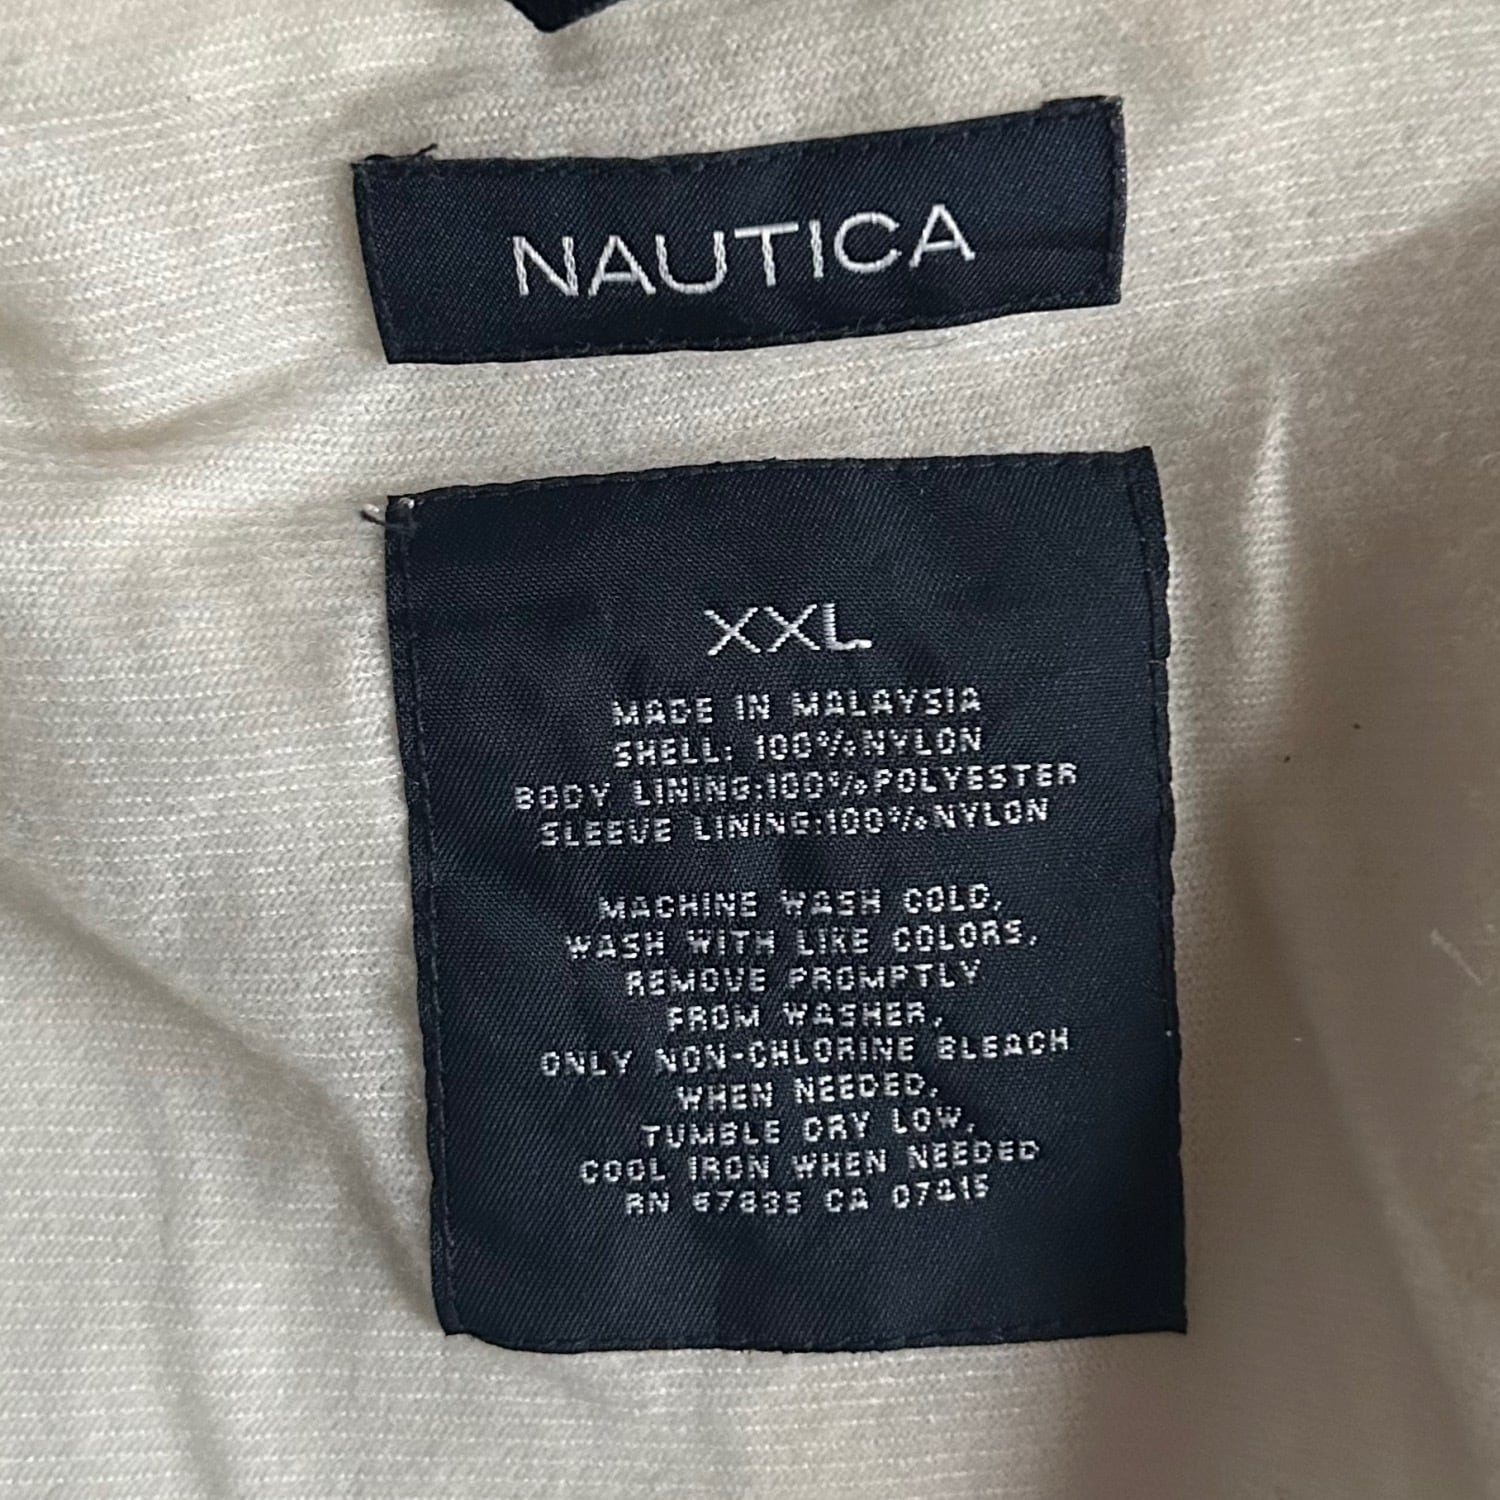 NAUTICA
XXL
MADE IN MALAYSIA
SHELL: 100% NYLON
BODY LINING:100% POLYESTER
SLEEVE LINING:100% NYLON
MACHINE WASH COLD,
WASH WITH LIKE COLORS,
REMOVE PROMPTLY
FROM WASHER,
ONLY NON-CHLORINE BLEACH
WHEN NEEDED,
TUMBLE DRY LOW,
COOL IRON WHEN NEEDED
RN 67835 CA 07415